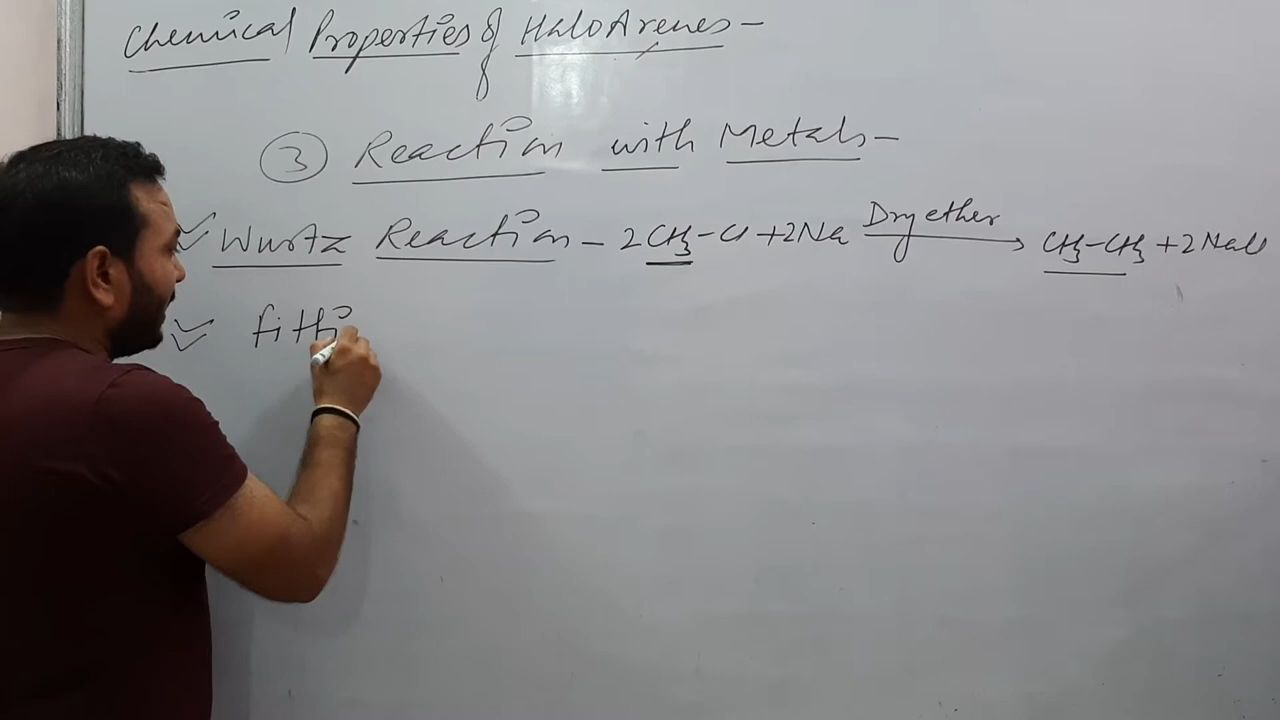 Chemical Properties of HaloArenes-
③ Reaction with Metals-
Wurtz Reaction - 2CH3-Cl + 2Na Dry ether → CH3-CH3 + 2NaCl
fitti